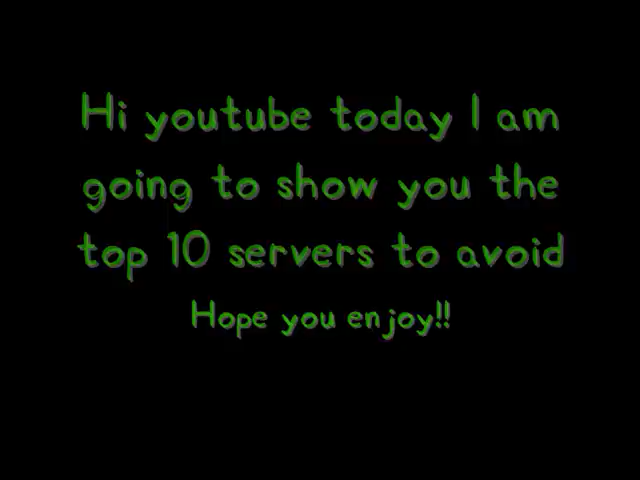 Hi youtube today I am
going to show you the
top 10 servers to avoid
Hope you enjoy!!